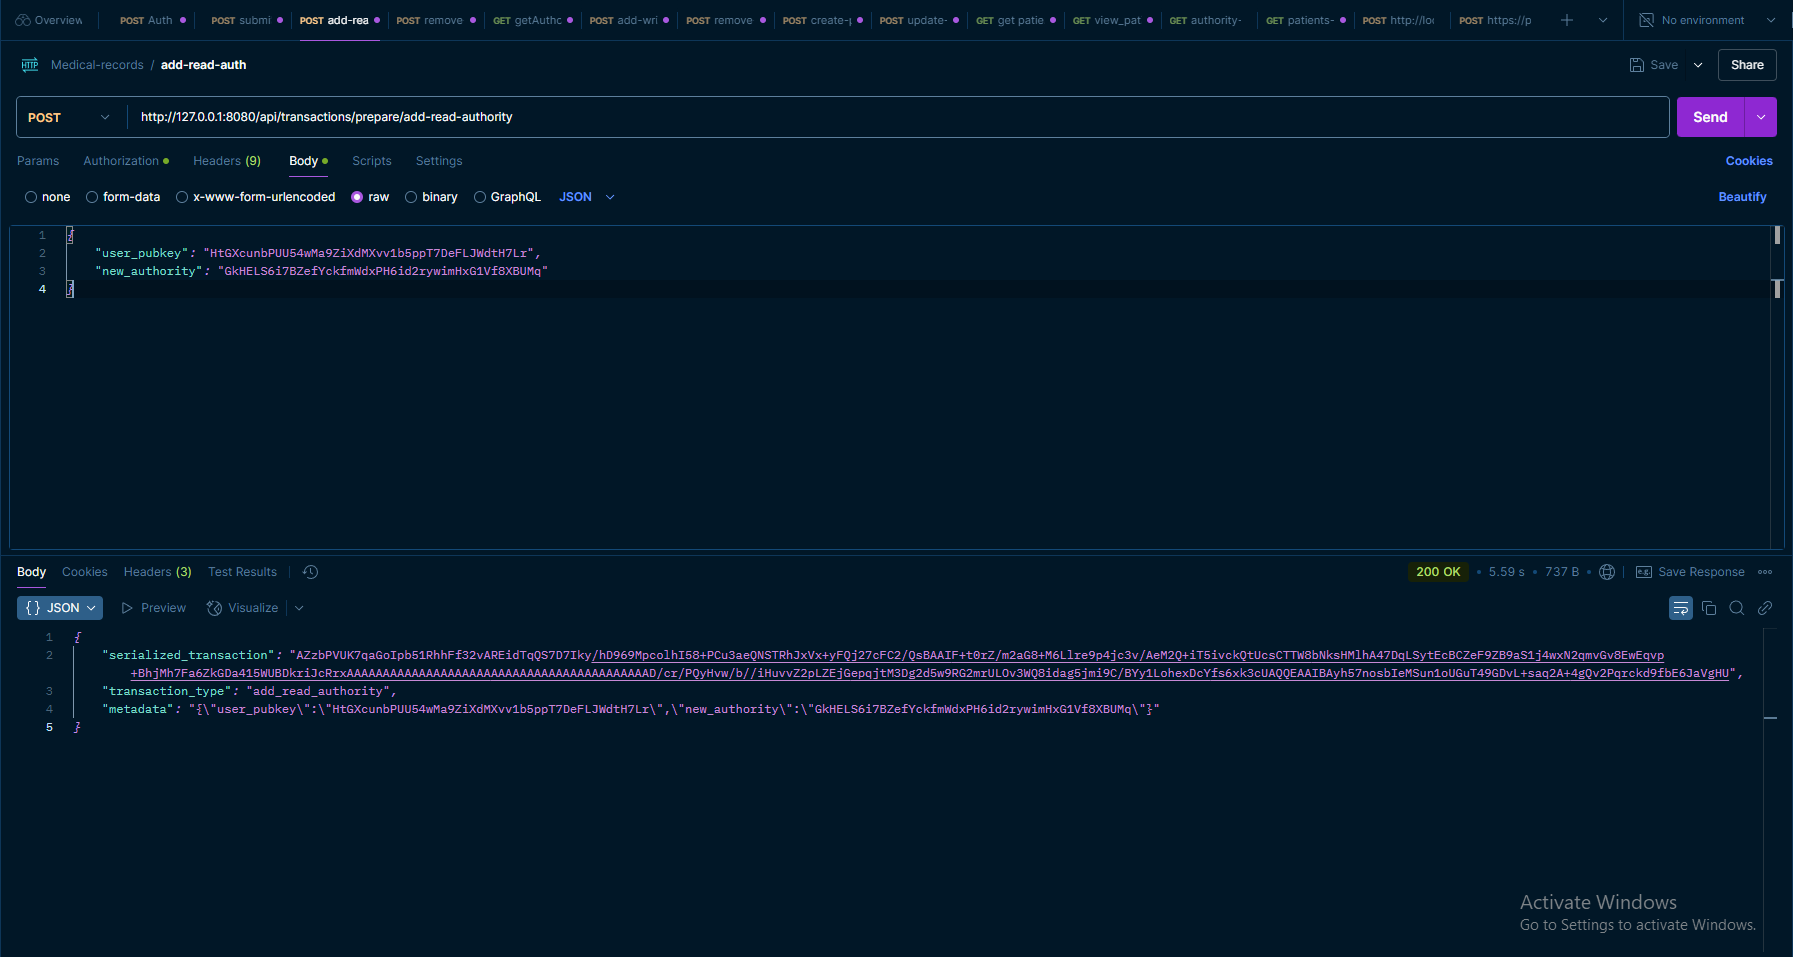 Overview
POST Auth
POST submi
POST add-rea
POST remove
GET getAuthc
POST add-wri
POST remove
POST create-p
POST update-
GET get patie
GET view_pat
GET authority-
GET patients-
POST http://loc
POST https://p
No environment
HTTP Medical-records / add-read-auth
Save
Share
POST http://127.0.0.1:8080/api/transactions/prepare/add-read-authority
Send
Params Authorization Headers (9) Body Scripts Settings
Cookies
none form-data x-www-form-urlencoded raw binary GraphQL JSON
Beautify
1 {
2 "user_pubkey": "HtGXcunbPUU54wMa9ZiXdMXvv1b5ppT7DeFLJWdtH7Lr",
3 "new_authority": "GkHELS6i7BZefYckfmWdxPH6id2rywimHxG1Vf8XBUMq"
4 }
Body Cookies Headers (3) Test Results
200 OK • 5.59 s • 737 B •
e.g. Save Response
{} JSON Preview Visualize
1 {
2 "serialized_transaction": "AZzbPVUK7qaGoIpb51RhhFf32vAREidTqQS7D7Iky/hD969MpcolhI58+PCu3aeQNSTRhJxVx+yFQj27cFC2/QsBAAIF+t0rZ/m2aG8+M6Llre9p4jc3v/AeM2Q+iT5ivckQtUcsCTTW8bNksHMlhA47DqLSytEcBCZeF9ZB9aS1j4wxN2qmvGv8EwEqvp
+BhjMh7Fa6ZkGDa415WUBDkriJcRrxAAAAAAAAAAAAAAAAAAAAAAAAAAAAAAAAAAAAAAAAAAD/cr/PQyHvw/b//iHuvvZ2pLZEjGepqjtM3Dg2d5w9RG2mrULOv3WQ8idag5jmi9C/BYy1LohexDcYfs6xk3cUAQQEAAIBAyh57nosbIeMSun1oUGuT49GDvL+saq2A+4gQv2Pqrckd9fbE6JaVgHU",
3 "transaction_type": "add_read_authority",
4 "metadata": "{\"user_pubkey\":\"HtGXcunbPUU54wMa9ZiXdMXvv1b5ppT7DeFLJWdtH7Lr\",\"new_authority\":\"GkHELS6i7BZefYckfmWdxPH6id2rywimHxG1Vf8XBUMq\"}"
5 }
Activate Windows
Go to Settings to activate Windows.